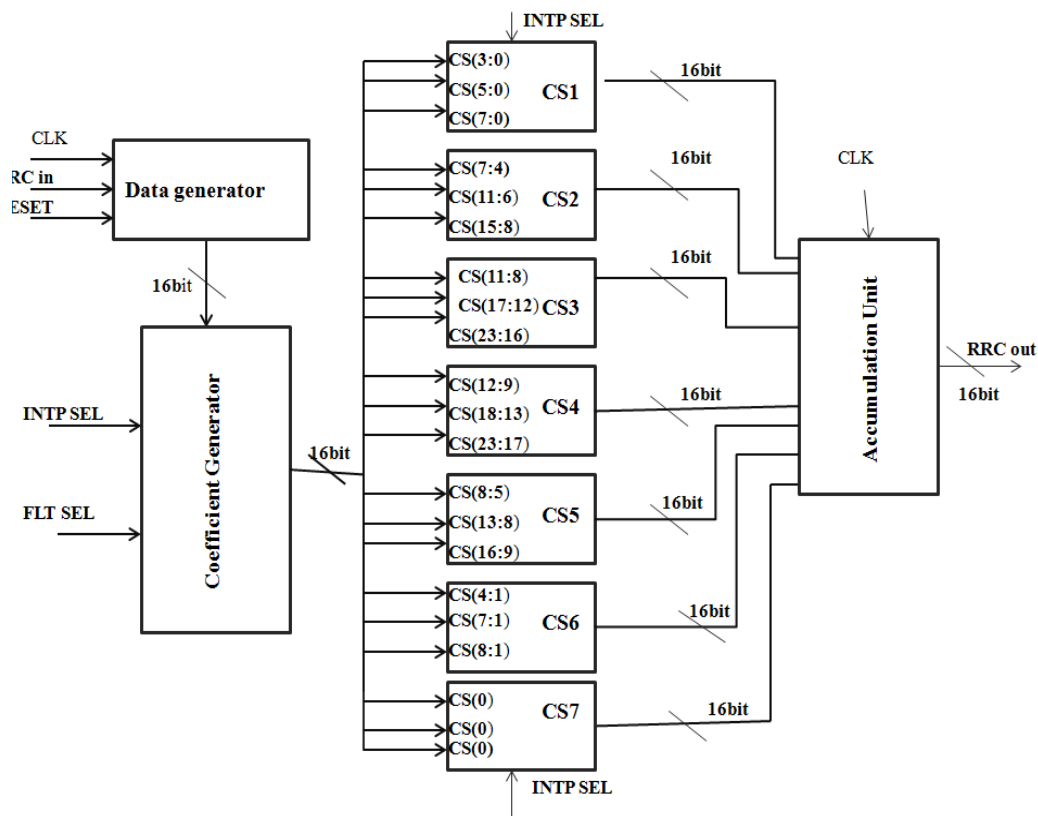 INTP SEL
CS(3:0)
CS(5:0)
CS1
CS(7:0)
16bit
CLK
RC in
ESET
Data generator
16bit
CS(7:4)
CS(11:6)
CS2
CS(15:8)
16bit
CS(11:8)
CS(17:12)
CS3
CS(23:16)
16bit
CLK
Accumulation Unit
RRC out
16bit
INTP SEL
FLT SEL
Coefficient Generator
16bit
CS(12:9)
CS(18:13)
CS4
CS(23:17)
16bit
CS(8:5)
CS(13:8)
CS5
CS(16:9)
16bit
CS(4:1)
CS(7:1)
CS6
CS(8:1)
16bit
CS(0)
CS7
CS(0)
CS(0)
16bit
INTP SEL